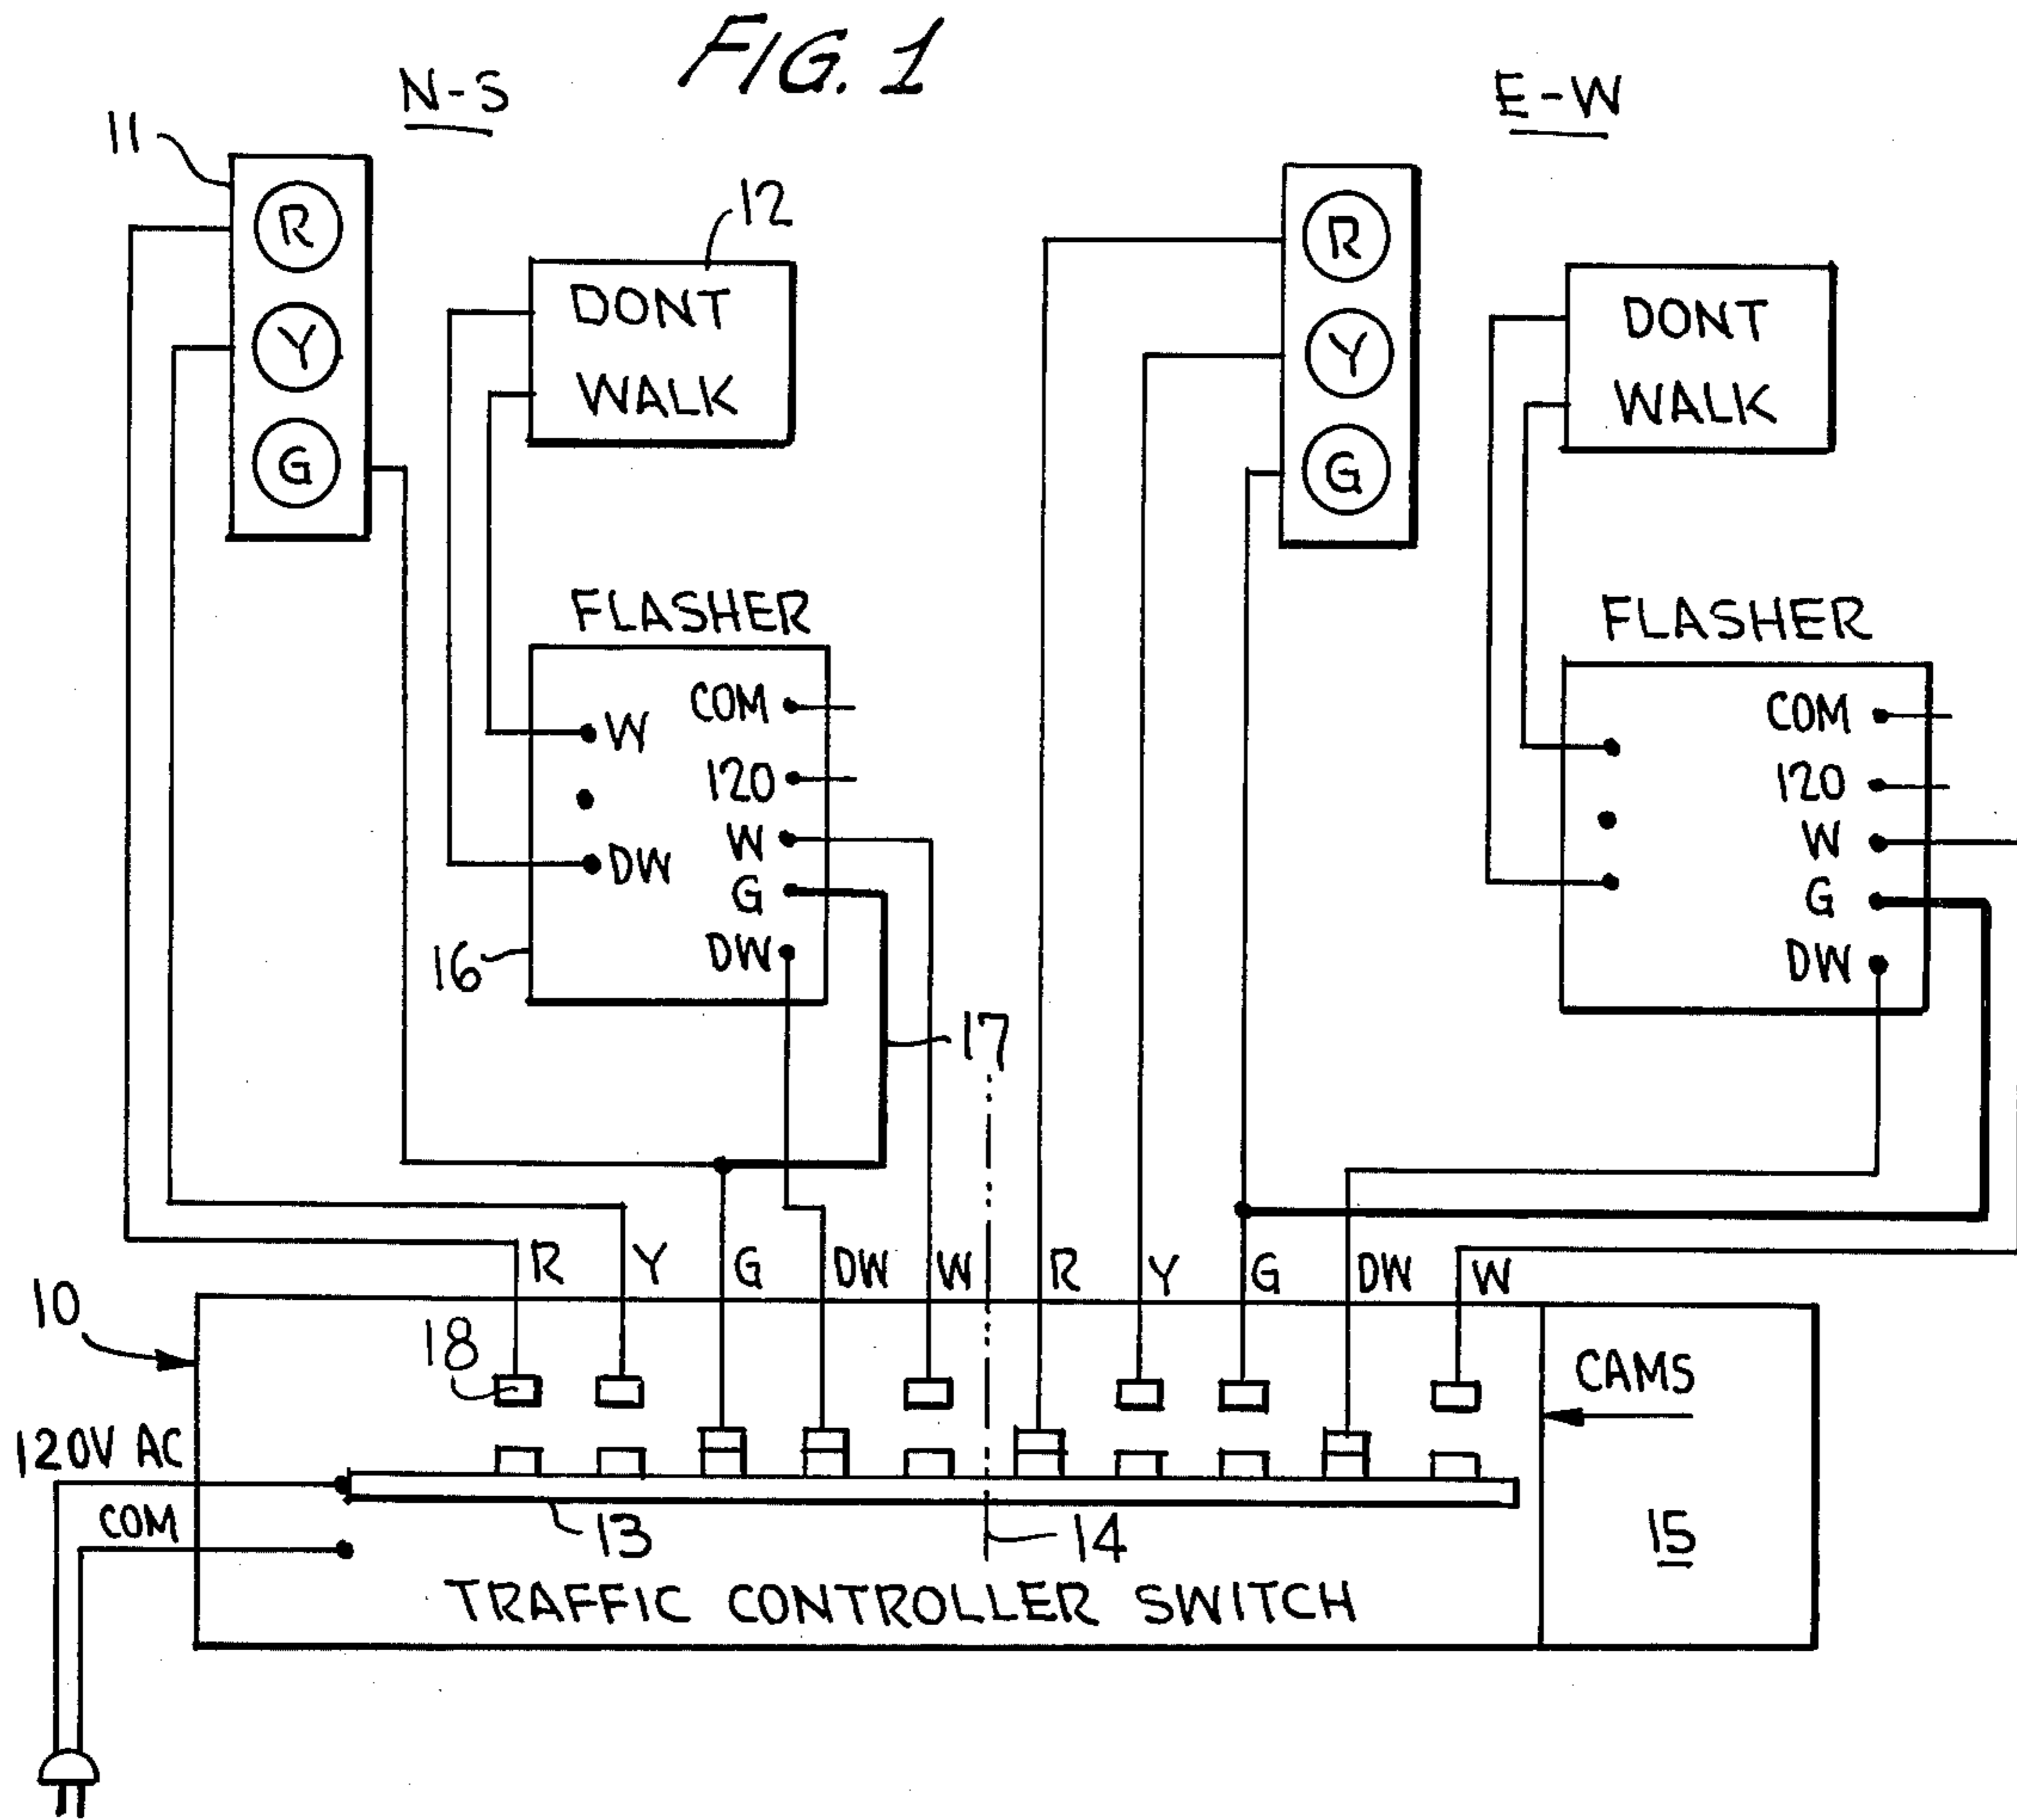 FIG. 1
N-S
E-W
11
R
Y
G
12
DONT
WALK
R
Y
G
DONT
WALK
FLASHER
COM
W
120
W
DW
G
DW
16
FLASHER
COM
120
W
G
DW
17
R Y G DW W R Y G DW W
10
18
CAMS
120V AC
COM
13
14
15
TRAFFIC CONTROLLER SWITCH